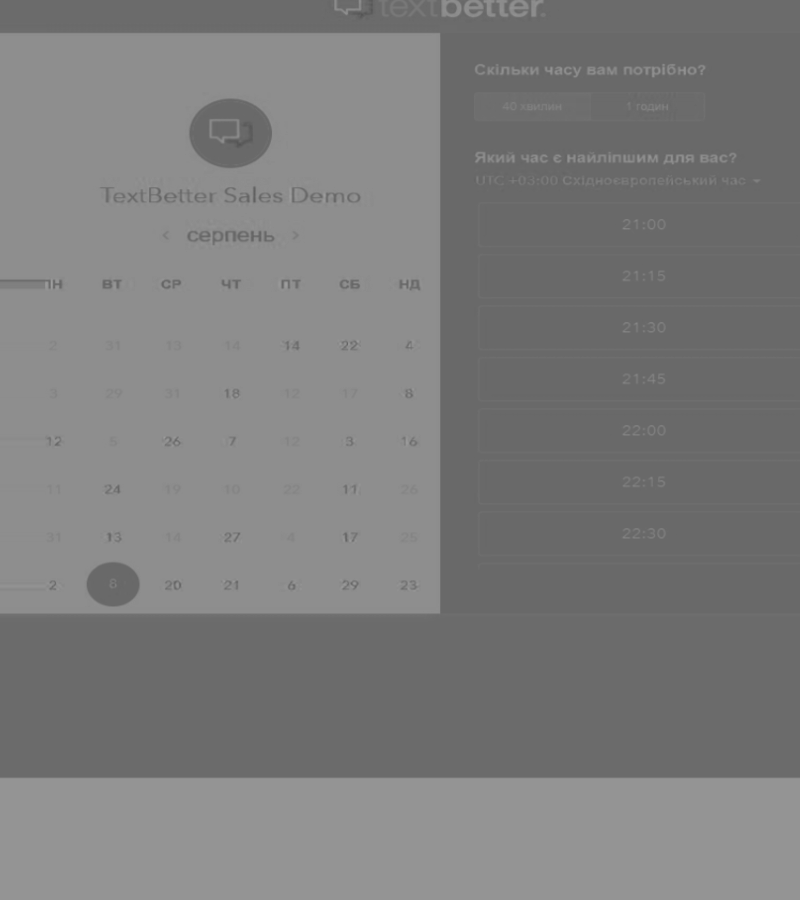 textbetter.
TextBetter Sales Demo
< серпень >
ПН ВТ СР ЧТ ПТ СБ НД
2 31 13 14 14 22 4
3 29 31 18 12 17 8
12 5 26 7 12 3 16
11 24 19 10 22 11 26
31 13 14 27 4 17 25
2 8 20 21 6 29 23
Скільки часу вам потрібно?
40 хвилин 1 годин
Який час є найліпшим для вас?
UTC +03:00 Східноєвропейський час
21:00
21:15
21:30
21:45
22:00
22:15
22:30